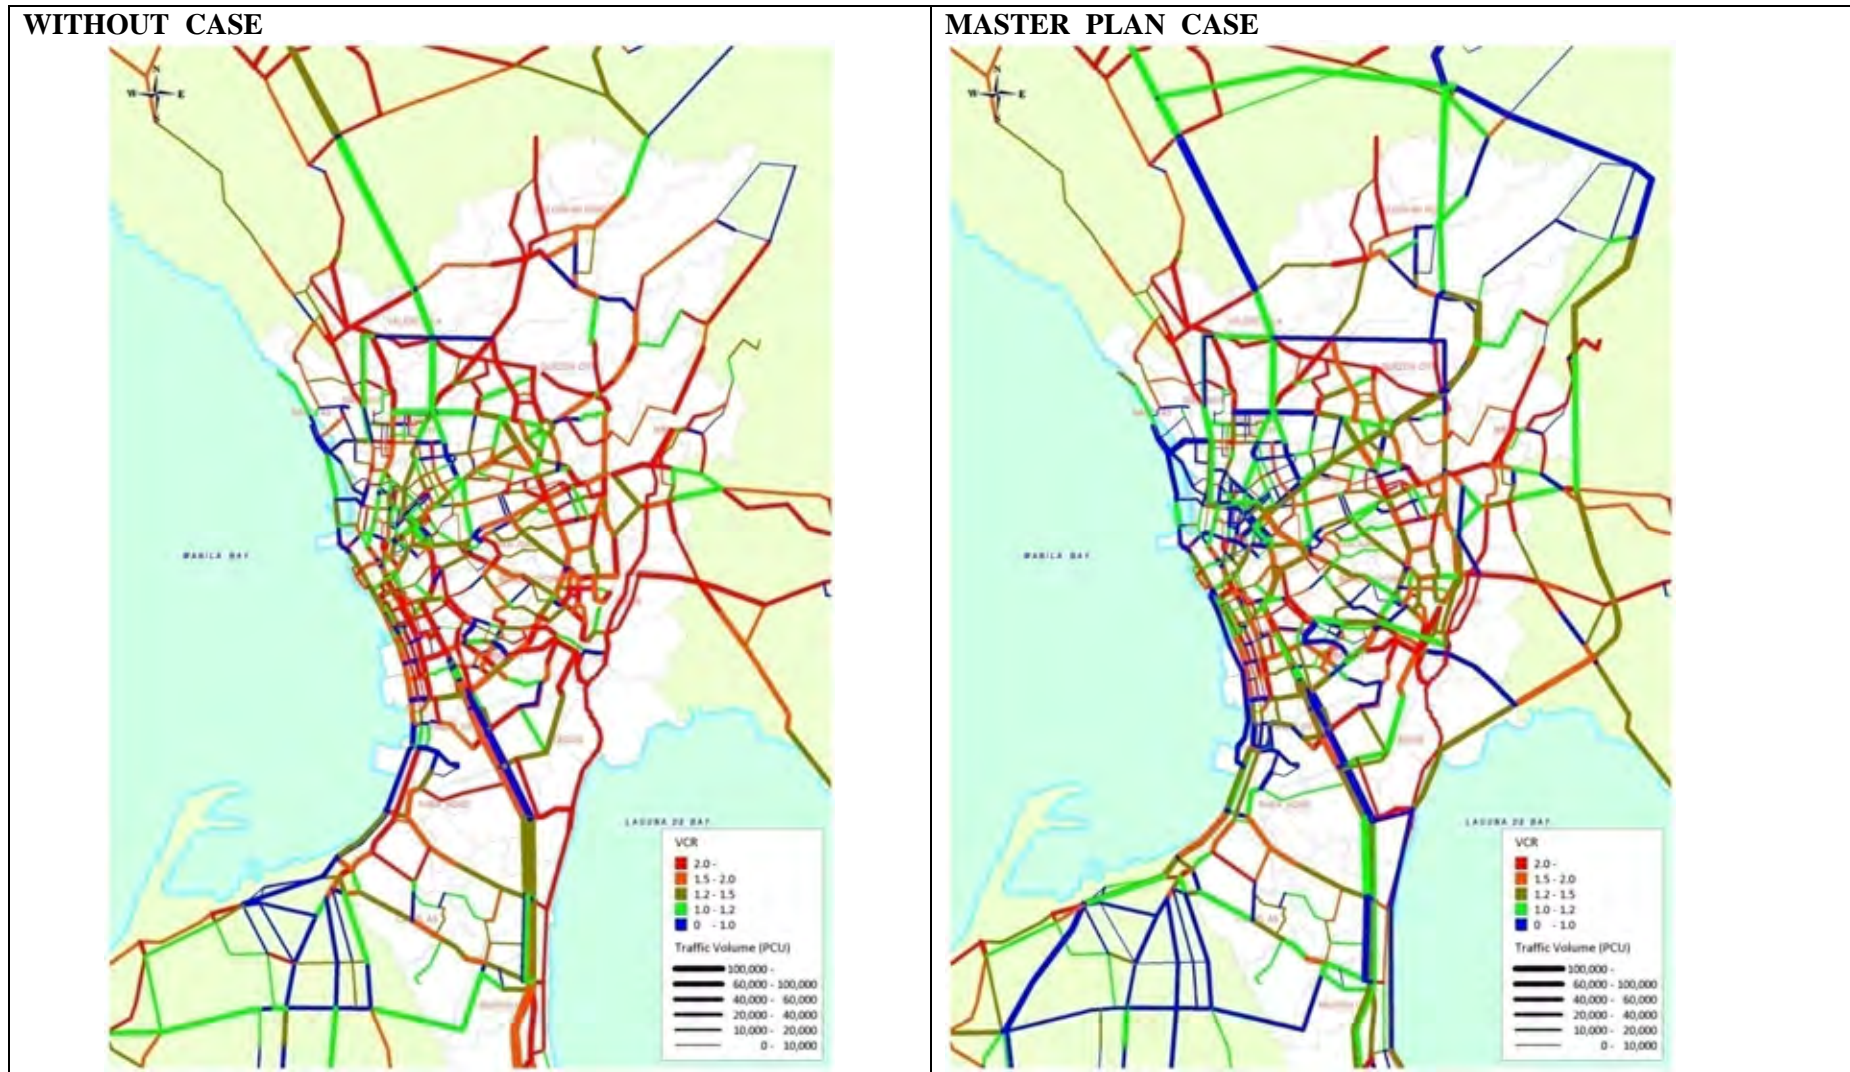 WITHOUT CASE
N
W
E
S
MANILA BAY
LAGUNA DE BAY
VCR
2.0 -
1.5 - 2.0
1.2 - 1.5
1.0 - 1.2
0 - 1.0
Traffic Volume (PCU)
100,000 -
60,000 - 100,000
40,000 - 60,000
20,000 - 40,000
10,000 - 20,000
0 - 10,000
MASTER PLAN CASE
N
W
E
S
MANILA BAY
LAGUNA DE BAY
VCR
2.0 -
1.5 - 2.0
1.2 - 1.5
1.0 - 1.2
0 - 1.0
Traffic Volume (PCU)
100,000 -
60,000 - 100,000
40,000 - 60,000
20,000 - 40,000
10,000 - 20,000
0 - 10,000